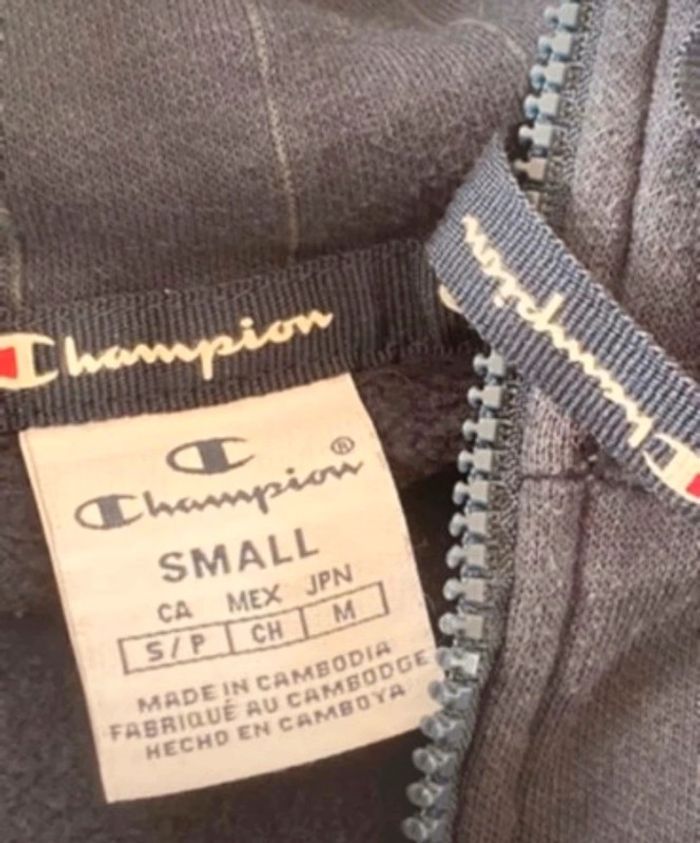 Champion
Champion
Champion®
SMALL
CA MEX JPN
S/P CH M
MADE IN CAMBODIA
FABRIQUÉ AU CAMBODGE
HECHO EN CAMBOYA